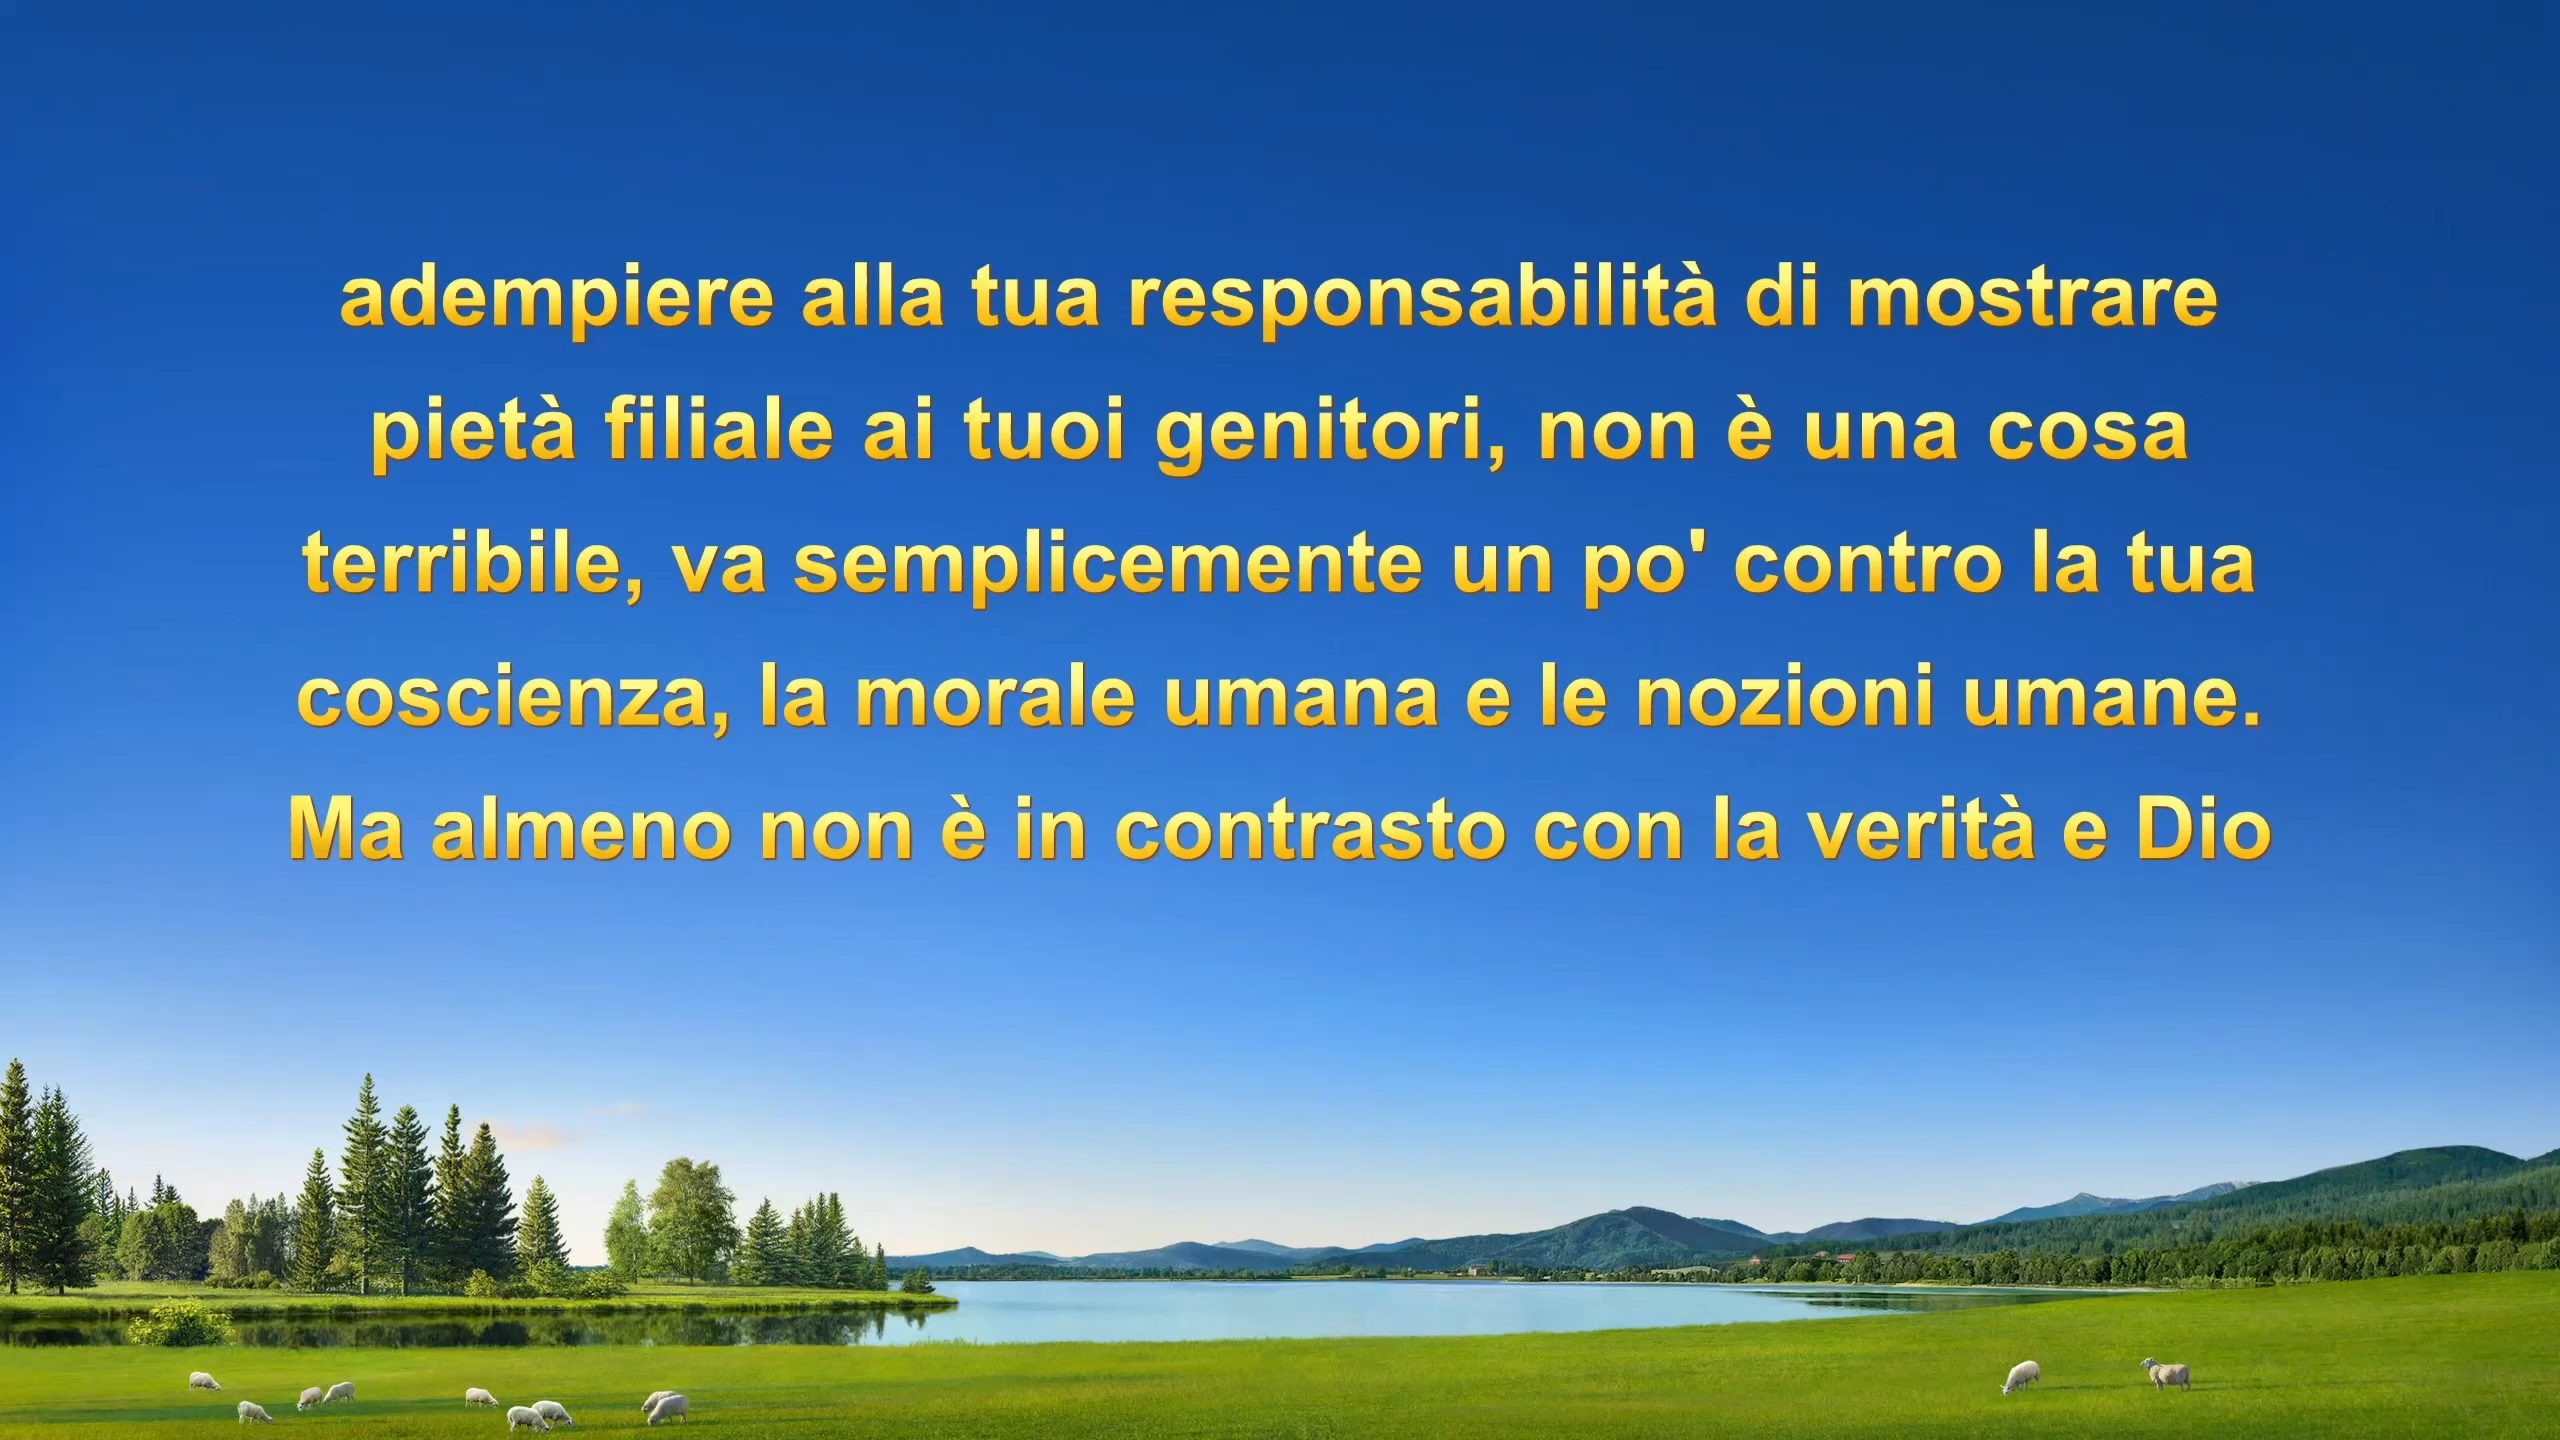 adempiere alla tua responsabilità di mostrare
pietà filiale ai tuoi genitori, non è una cosa
terribile, va semplicemente un po' contro la tua
coscienza, la morale umana e le nozioni umane.
Ma almeno non è in contrasto con la verità e Dio